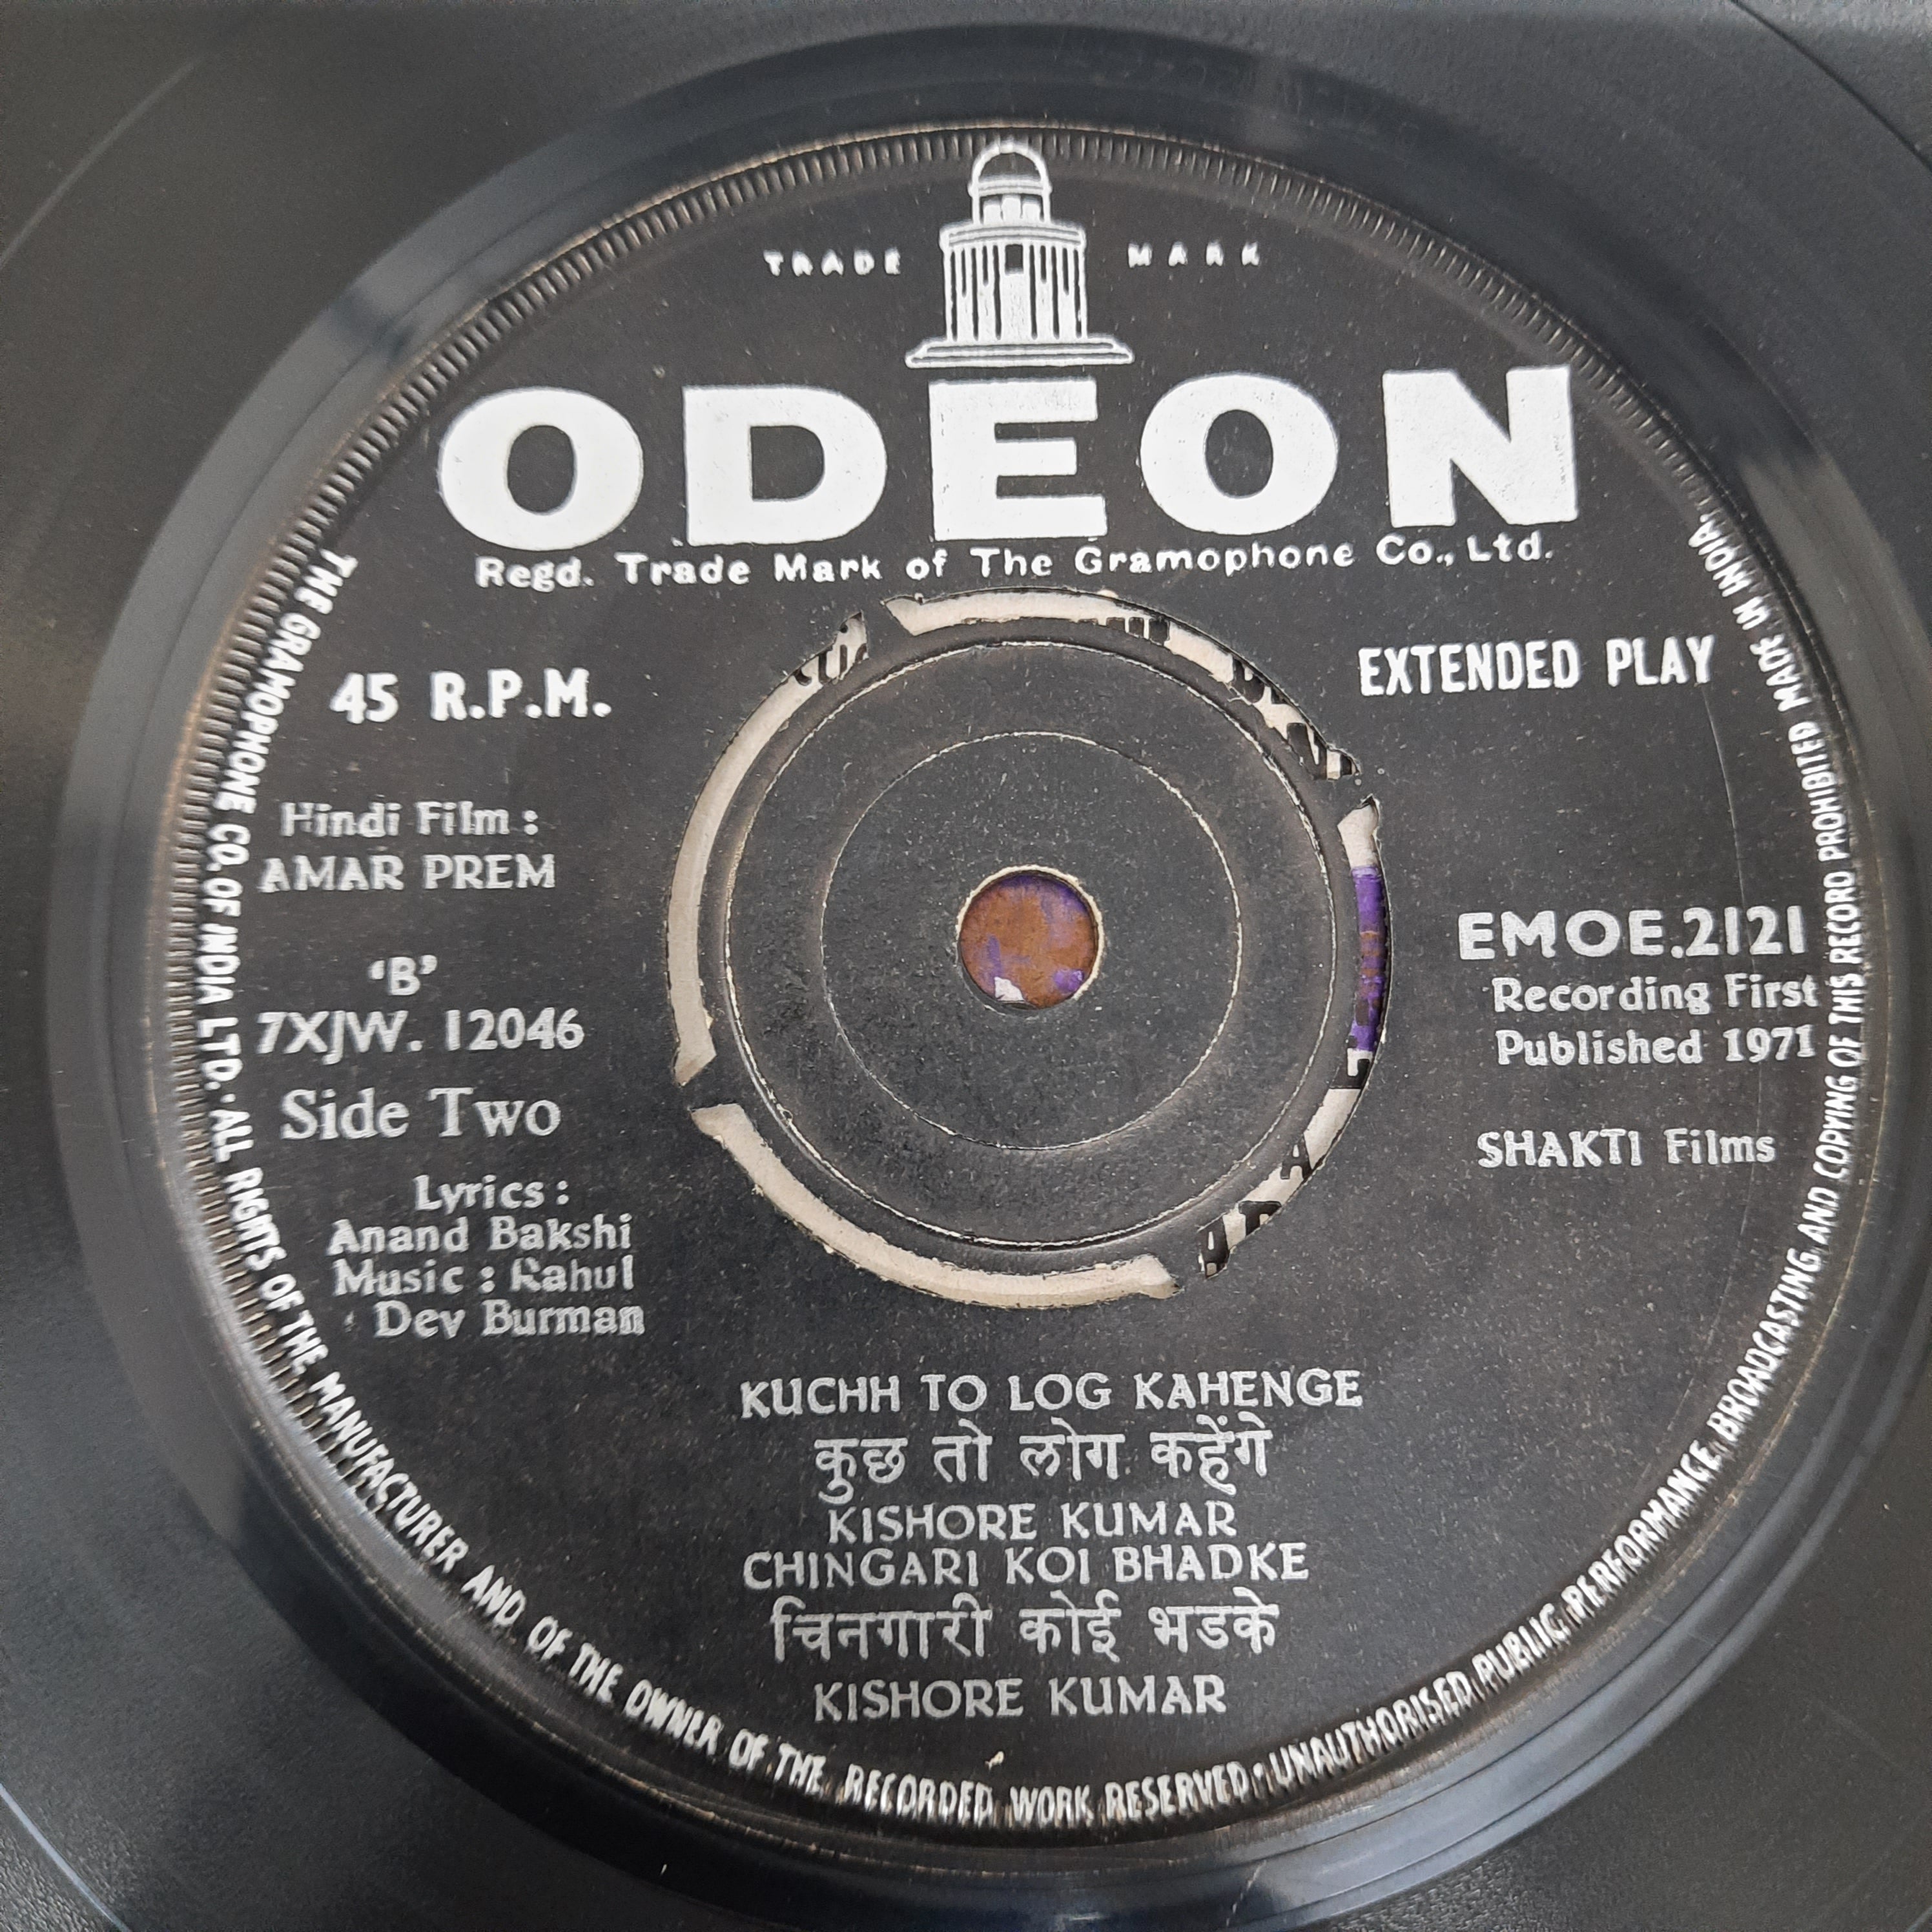 TRADE MARK
ODEON
Regd. Trade Mark of The Gramophone Co., Ltd.
45 R.P.M.
EXTENDED PLAY
Hindi Film :
AMAR PREM
‘B’
7XJW. 12046
Side Two
Lyrics :
Anand Bakshi
Music : Rahul
Dev Burman
EMOE.2121
Recording First
Published 1971
SHAKTI Films
KUCHH TO LOG KAHENGE
कुछ तो लोग कहेंगे
KISHORE KUMAR
CHINGARI KOI BHADKE
चिनगारी कोई भडके
KISHORE KUMAR
THE GRAMOPHONE CO. OF INDIA LTD. · ALL RIGHTS OF THE MANUFACTURER AND OF THE OWNER OF THE RECORDED WORK RESERVED · UNAUTHORISED PUBLIC PERFORMANCE, BROADCASTING AND COPYING OF THIS RECORD PROHIBITED MADE IN INDIA.